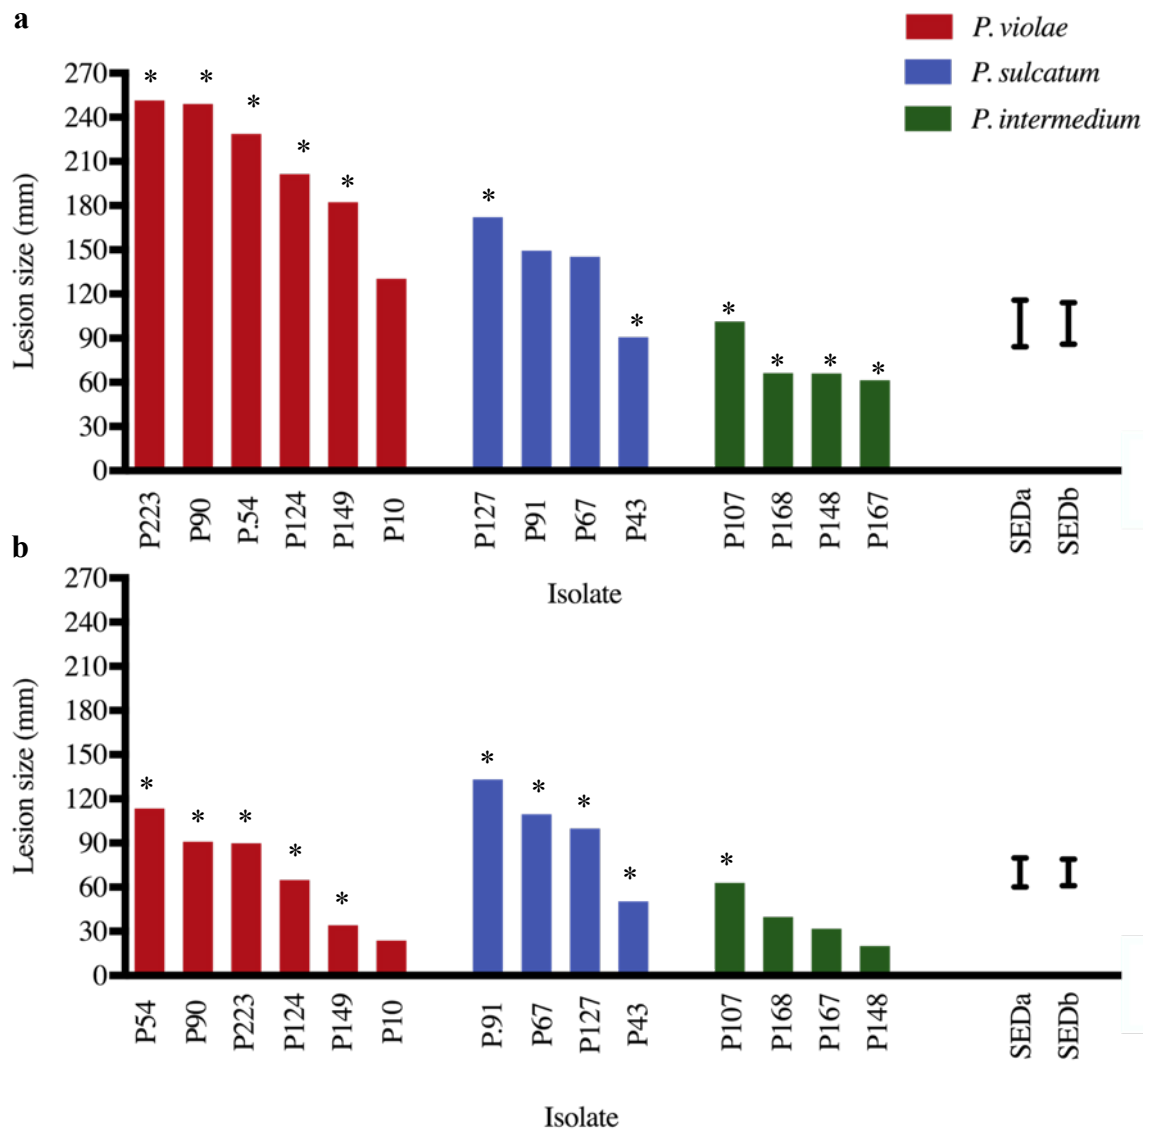 a
P. violae
P. sulcatum
P. intermedium
Lesion size (mm)
270
240
210
180
150
120
90
60
30
0
* * * * * * * * * * *
P223 P90 P.54 P124 P149 P10 P127 P91 P67 P43 P107 P168 P148 P167 SEDa SEDb
Isolate
b
Lesion size (mm)
270
240
210
180
150
120
90
60
30
0
* * * * * * * * * *
P54 P90 P223 P124 P149 P10 P.91 P67 P127 P43 P107 P168 P167 P148 SEDa SEDb
Isolate